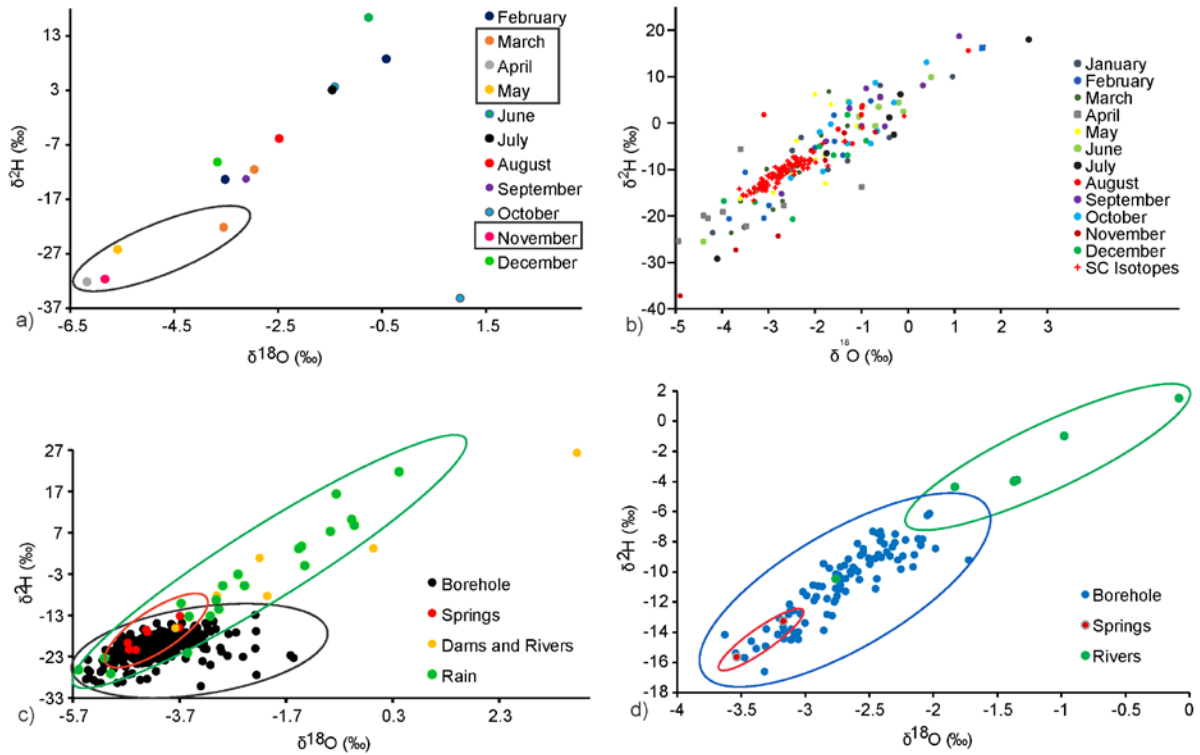 13
3
-7
-17
-27
-37
-6.5
-4.5
-2.5
-0.5
1.5
δ²H (‰)
δ¹⁸O (‰)
a)
February
March
April
May
June
July
August
September
October
November
December
20
10
0
-10
-20
-30
-40
-5
-4
-3
-2
-1
0
1
2
3
δ²H (‰)
δ¹⁸O (‰)
b)
January
February
March
April
May
June
July
August
September
October
November
December
SC Isotopes
27
17
7
-3
-13
-23
-33
-5.7
-3.7
-1.7
0.3
2.3
δ²H (‰)
δ¹⁸O (‰)
c)
Borehole
Springs
Dams and Rivers
Rain
2
0
-2
-4
-6
-8
-10
-12
-14
-16
-18
-4
-3.5
-3
-2.5
-2
-1.5
-1
-0.5
0
δ²H (‰)
δ¹⁸O (‰)
d)
Borehole
Springs
Rivers